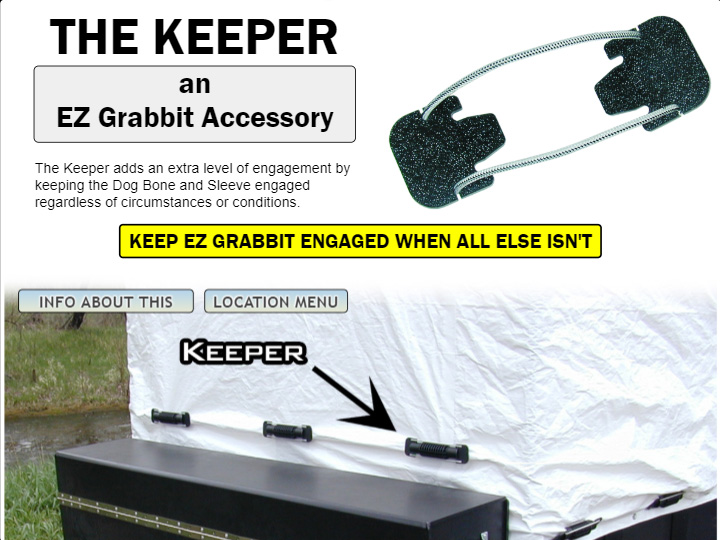 THE KEEPER
an
EZ Grabbit Accessory
The Keeper adds an extra level of engagement by
keeping the Dog Bone and Sleeve engaged
regardless of circumstances or conditions.
KEEP EZ GRABBIT ENGAGED WHEN ALL ELSE ISN'T
INFO ABOUT THIS
LOCATION MENU
KEEPER